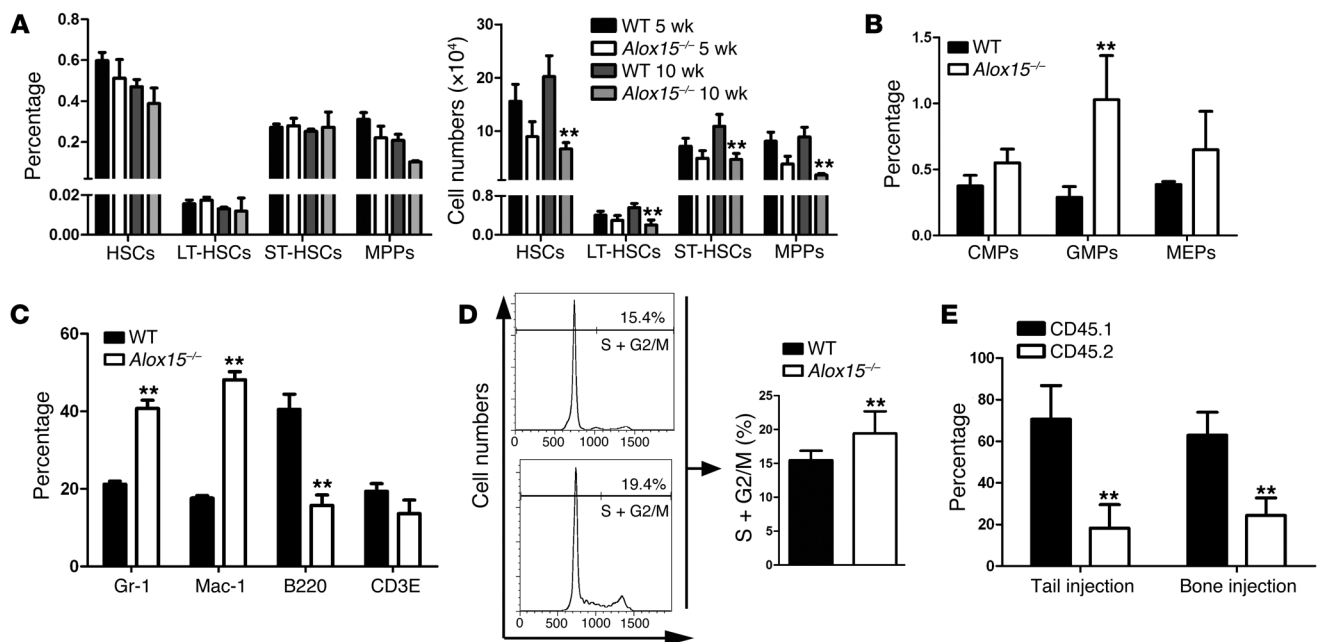 A
Percentage
0.8
0.6
0.4
0.2
0.02
0.00
HSCs LT-HSCs ST-HSCs MPPs
Cell numbers (×10⁴)
30
20
10
0.8
0.0
WT 5 wk
Alox15⁻/⁻ 5 wk
WT 10 wk
Alox15⁻/⁻ 10 wk
** ** ** **
HSCs LT-HSCs ST-HSCs MPPs
B
WT
Alox15⁻/⁻
Percentage
1.5
1.0
0.5
0.0
**
CMPs GMPs MEPs
C
WT
Alox15⁻/⁻
Percentage
60
40
20
0
** ** **
Gr-1 Mac-1 B220 CD3E
D
Cell numbers
15.4%
S + G2/M
0 500 1000 1500
19.4%
S + G2/M
0 500 1000 1500
WT
Alox15⁻/⁻
S + G2/M (%)
25
20
15
10
5
0
**
E
CD45.1
CD45.2
Percentage
100
80
60
40
20
0
** **
Tail injection Bone injection